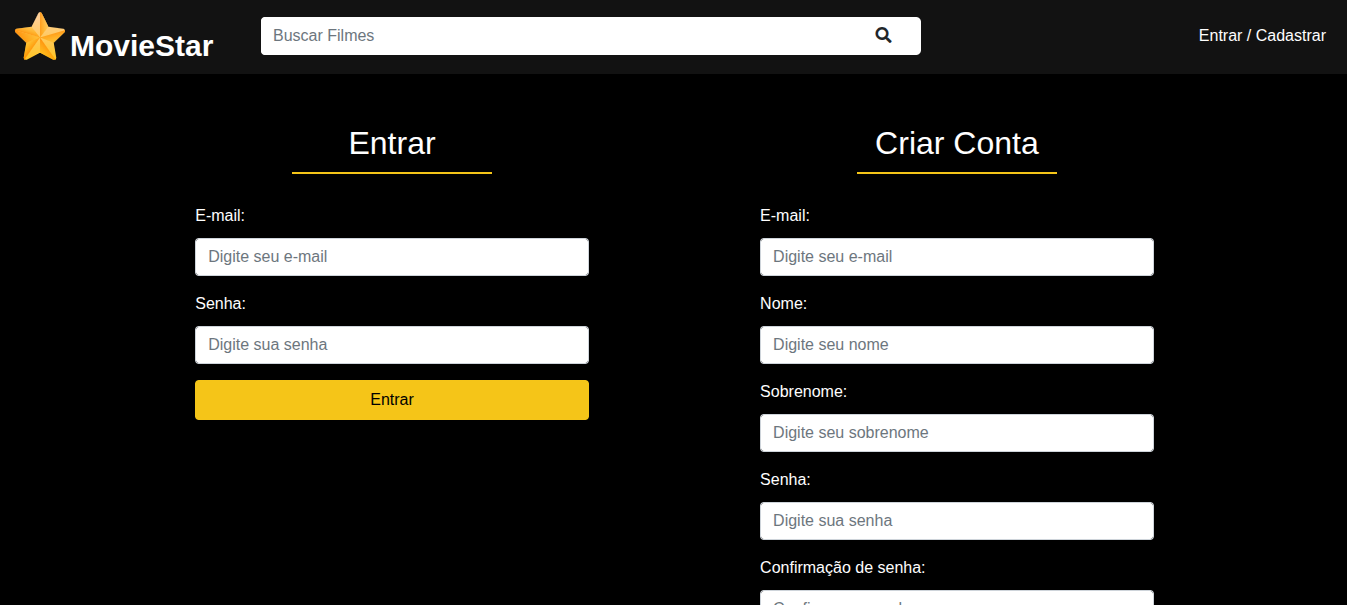 MovieStar
Buscar Filmes
Entrar / Cadastrar
Entrar
E-mail:
Digite seu e-mail
Senha:
Digite sua senha
Entrar
Criar Conta
E-mail:
Digite seu e-mail
Nome:
Digite seu nome
Sobrenome:
Digite seu sobrenome
Senha:
Digite sua senha
Confirmação de senha: